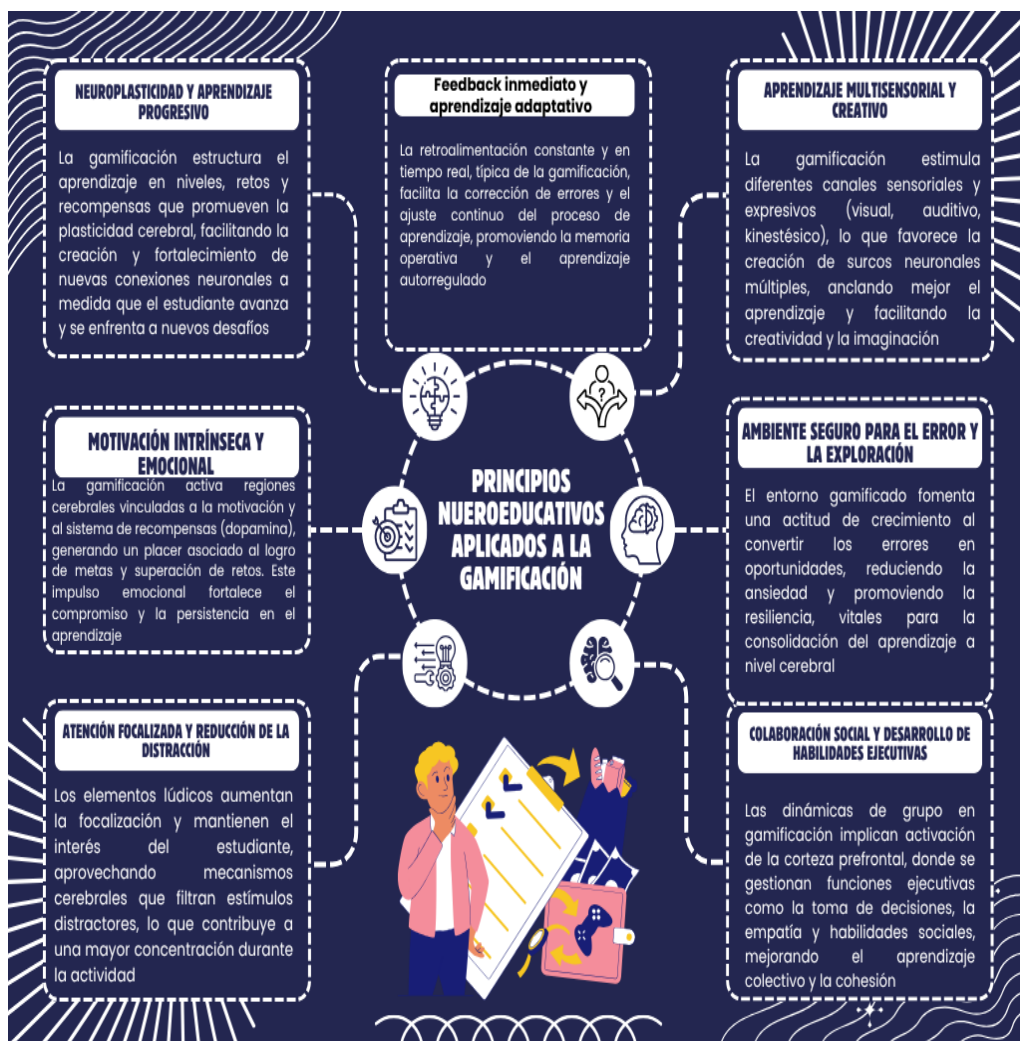 NEUROPLASTICIDAD Y APRENDIZAJE
PROGRESIVO
La gamificación estructura el
aprendizaje en niveles, retos y
recompensas que promueven la
plasticidad cerebral, facilitando la
creación y fortalecimiento de
nuevas conexiones neuronales a
medida que el estudiante avanza
y se enfrenta a nuevos desafíos
Feedback inmediato y
aprendizaje adaptativo
La retroalimentación constante y en
tiempo real, típica de la gamificación,
facilita la corrección de errores y el
ajuste continuo del proceso de
aprendizaje, promoviendo la memoria
operativa y el aprendizaje
autorregulado
APRENDIZAJE MULTISENSORIAL Y
CREATIVO
La gamificación estimula
diferentes canales sensoriales y
expresivos (visual, auditivo,
kinestésico), lo que favorece la
creación de surcos neuronales
múltiples, anclando mejor el
aprendizaje y facilitando la
creatividad y la imaginación
MOTIVACIÓN INTRÍNSECA Y
EMOCIONAL
La gamificación activa regiones
cerebrales vinculadas a la motivación y
al sistema de recompensas (dopamina),
generando un placer asociado al logro
de metas y superación de retos. Este
impulso emocional fortalece el
compromiso y la persistencia en el
aprendizaje
PRINCIPIOS
NUEROEDUCATIVOS
APLICADOS A LA
GAMIFICACIÓN
AMBIENTE SEGURO PARA EL ERROR Y
LA EXPLORACIÓN
El entorno gamificado fomenta
una actitud de crecimiento al
convertir los errores en
oportunidades, reduciendo la
ansiedad y promoviendo la
resiliencia, vitales para la
consolidación del aprendizaje a
nivel cerebral
ATENCIÓN FOCALIZADA Y REDUCCIÓN DE LA
DISTRACCIÓN
Los elementos lúdicos aumentan
la focalización y mantienen el
interés del estudiante,
aprovechando mecanismos
cerebrales que filtran estímulos
distractores, lo que contribuye a
una mayor concentración durante
la actividad
COLABORACIÓN SOCIAL Y DESARROLLO DE
HABILIDADES EJECUTIVAS
Las dinámicas de grupo en
gamificación implican activación
de la corteza prefrontal, donde se
gestionan funciones ejecutivas
como la toma de decisiones, la
empatía y habilidades sociales,
mejorando el aprendizaje
colectivo y la cohesión